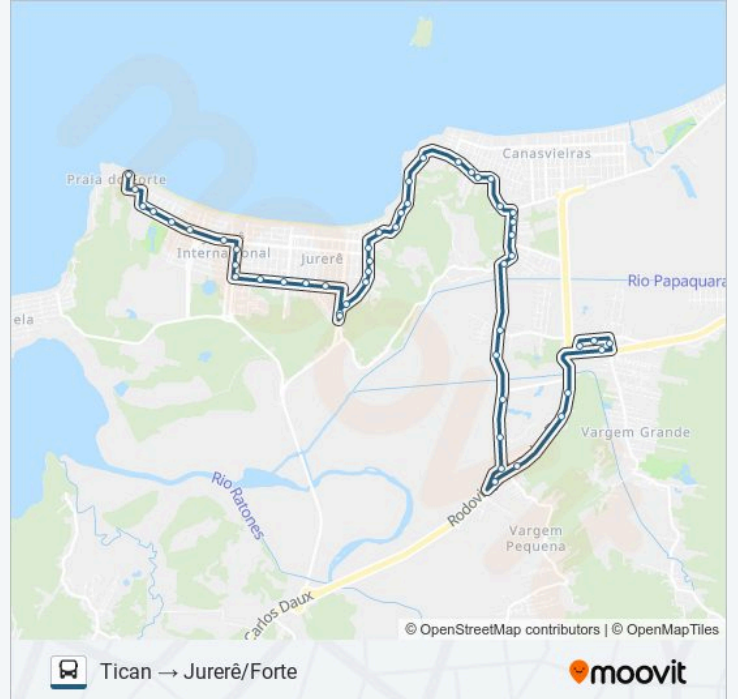 Canasvieiras
Praia do Forte
Internacional
Jurerê
Rio Papaquara
ela
Vargem Grande
Rio Ratones
Rodovi
Vargem
Pequena
Carlos Daux
© OpenStreetMap contributors | © OpenMapTiles
Tican → Jurerê/Forte
moovit